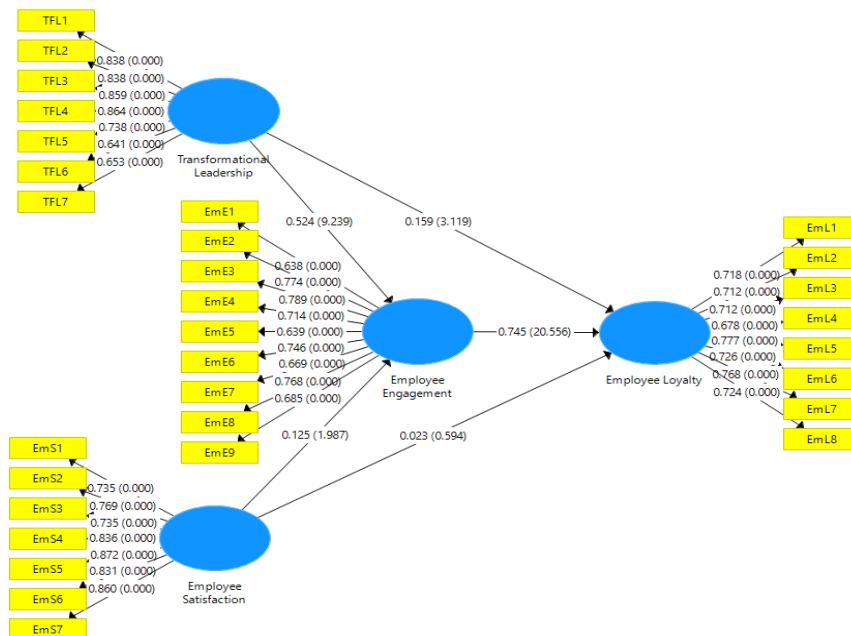 TFL1
TFL2
TFL3
TFL4
TFL5
TFL6
TFL7
0.838 (0.000)
0.838 (0.000)
0.859 (0.000)
0.864 (0.000)
0.738 (0.000)
0.641 (0.000)
0.653 (0.000)
Transformational
Leadership
0.524 (9.239)
0.159 (3.119)
EmE1
EmE2
EmE3
EmE4
EmE5
EmE6
EmE7
EmE8
EmE9
0.638 (0.000)
0.774 (0.000)
0.789 (0.000)
0.714 (0.000)
0.639 (0.000)
0.746 (0.000)
0.669 (0.000)
0.768 (0.000)
0.685 (0.000)
Employee
Engagement
0.745 (20.556)
0.125 (1.987)
0.023 (0.594)
Employee Loyalty
0.718 (0.000)
0.712 (0.000)
0.712 (0.000)
0.678 (0.000)
0.777 (0.000)
0.726 (0.000)
0.768 (0.000)
0.724 (0.000)
EmL1
EmL2
EmL3
EmL4
EmL5
EmL6
EmL7
EmL8
EmS1
EmS2
EmS3
EmS4
EmS5
EmS6
EmS7
0.735 (0.000)
0.769 (0.000)
0.735 (0.000)
0.836 (0.000)
0.872 (0.000)
0.831 (0.000)
0.860 (0.000)
Employee
Satisfaction